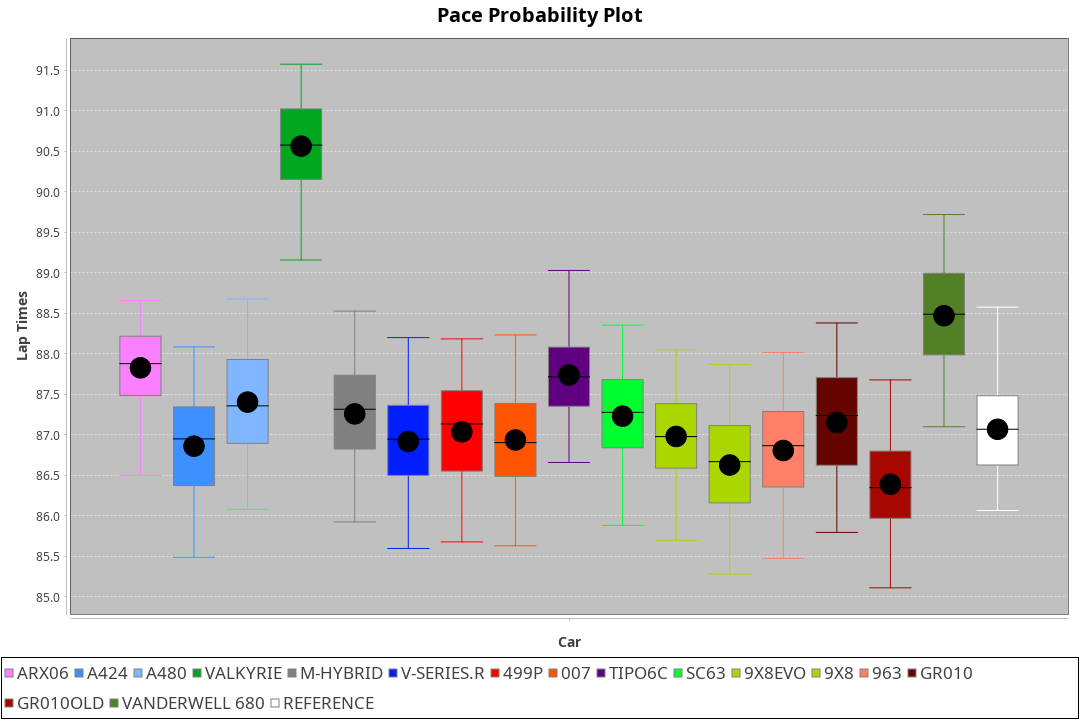 Pace Probability Plot
91.5
91.0
90.5
90.0
89.5
89.0
88.5
88.0
87.5
87.0
86.5
86.0
85.5
85.0
Lap Times
Car
ARX06 A424 A480 VALKYRIE M-HYBRID V-SERIES.R 499P 007 TIPO6C SC63 9X8EVO 9X8 963 GR010
GR010OLD VANDERWELL 680 REFERENCE